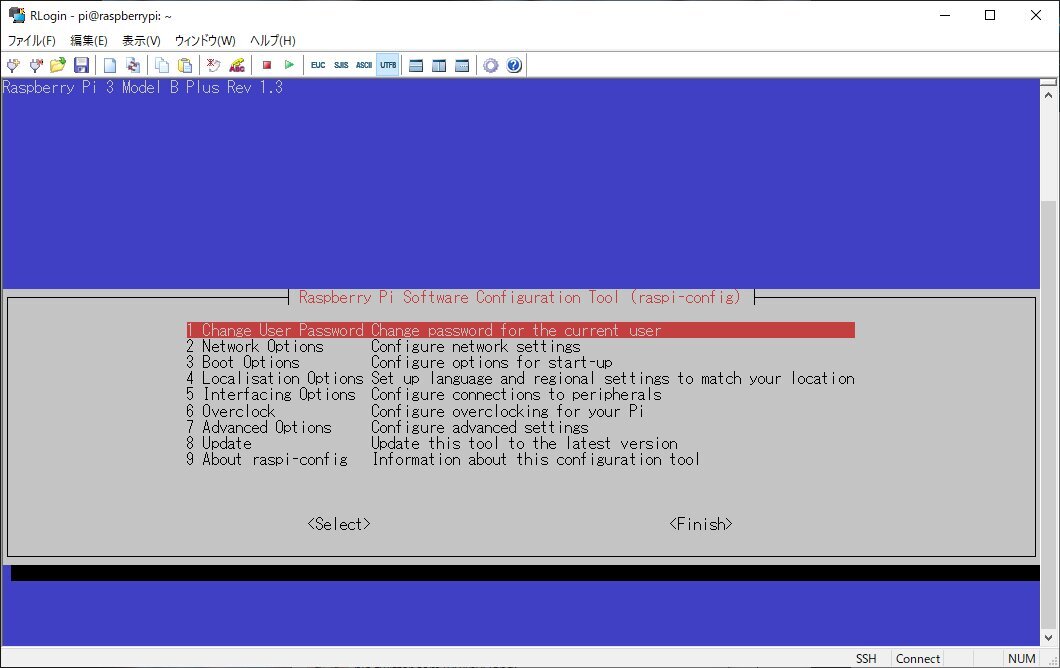 RLogin - pi@raspberrypi: ~
ファイル(F) 編集(E) 表示(V) ウィンドウ(W) ヘルプ(H)
ABC EUC SJIS ASCII UTF8
Raspberry Pi 3 Model B Plus Rev 1.3
Raspberry Pi Software Configuration Tool (raspi-config)
1 Change User Password Change password for the current user
2 Network Options Configure network settings
3 Boot Options Configure options for start-up
4 Localisation Options Set up language and regional settings to match your location
5 Interfacing Options Configure connections to peripherals
6 Overclock Configure overclocking for your Pi
7 Advanced Options Configure advanced settings
8 Update Update this tool to the latest version
9 About raspi-config Information about this configuration tool
<Select> <Finish>
SSH Connect NUM